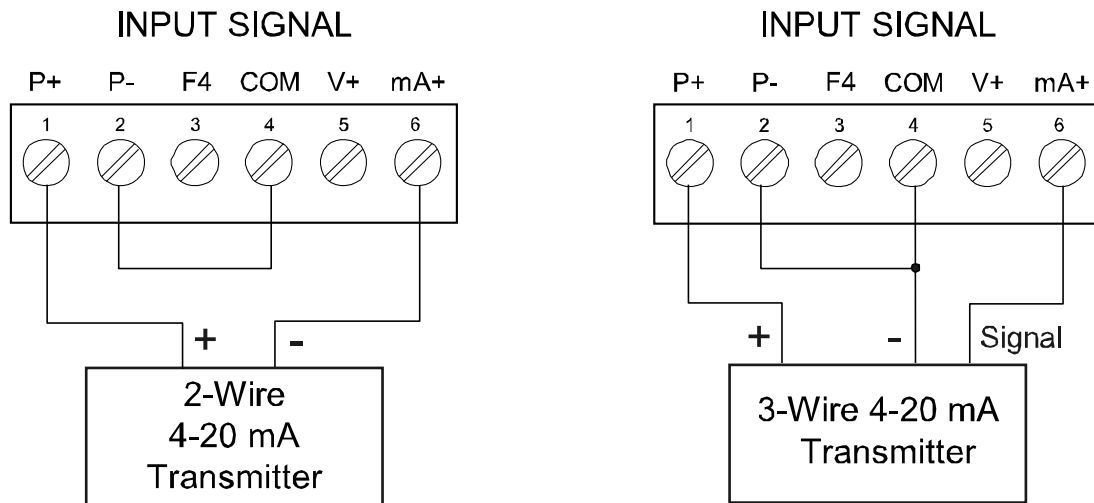 INPUT SIGNAL
P+ P- F4 COM V+ mA+
1 2 3 4 5 6
+ -
2-Wire
4-20 mA
Transmitter
INPUT SIGNAL
P+ P- F4 COM V+ mA+
1 2 3 4 5 6
+ - Signal
3-Wire 4-20 mA
Transmitter